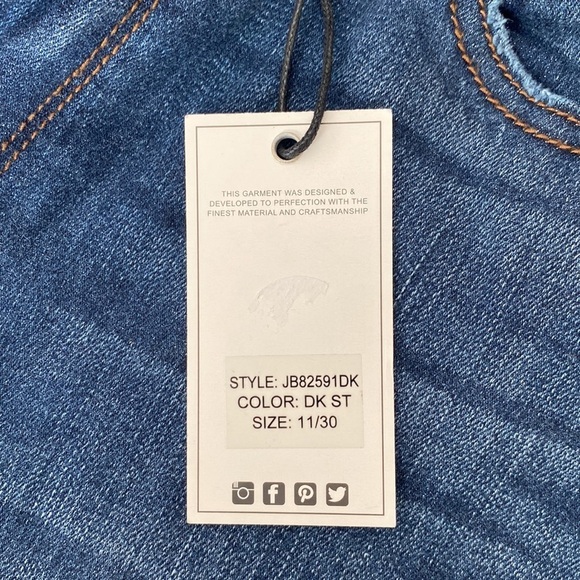 THIS GARMENT WAS DESIGNED &
DEVELOPED TO PERFECTION WITH THE
FINEST MATERIAL AND CRAFTSMANSHIP
STYLE: JB82591DK
COLOR: DK ST
SIZE: 11/30